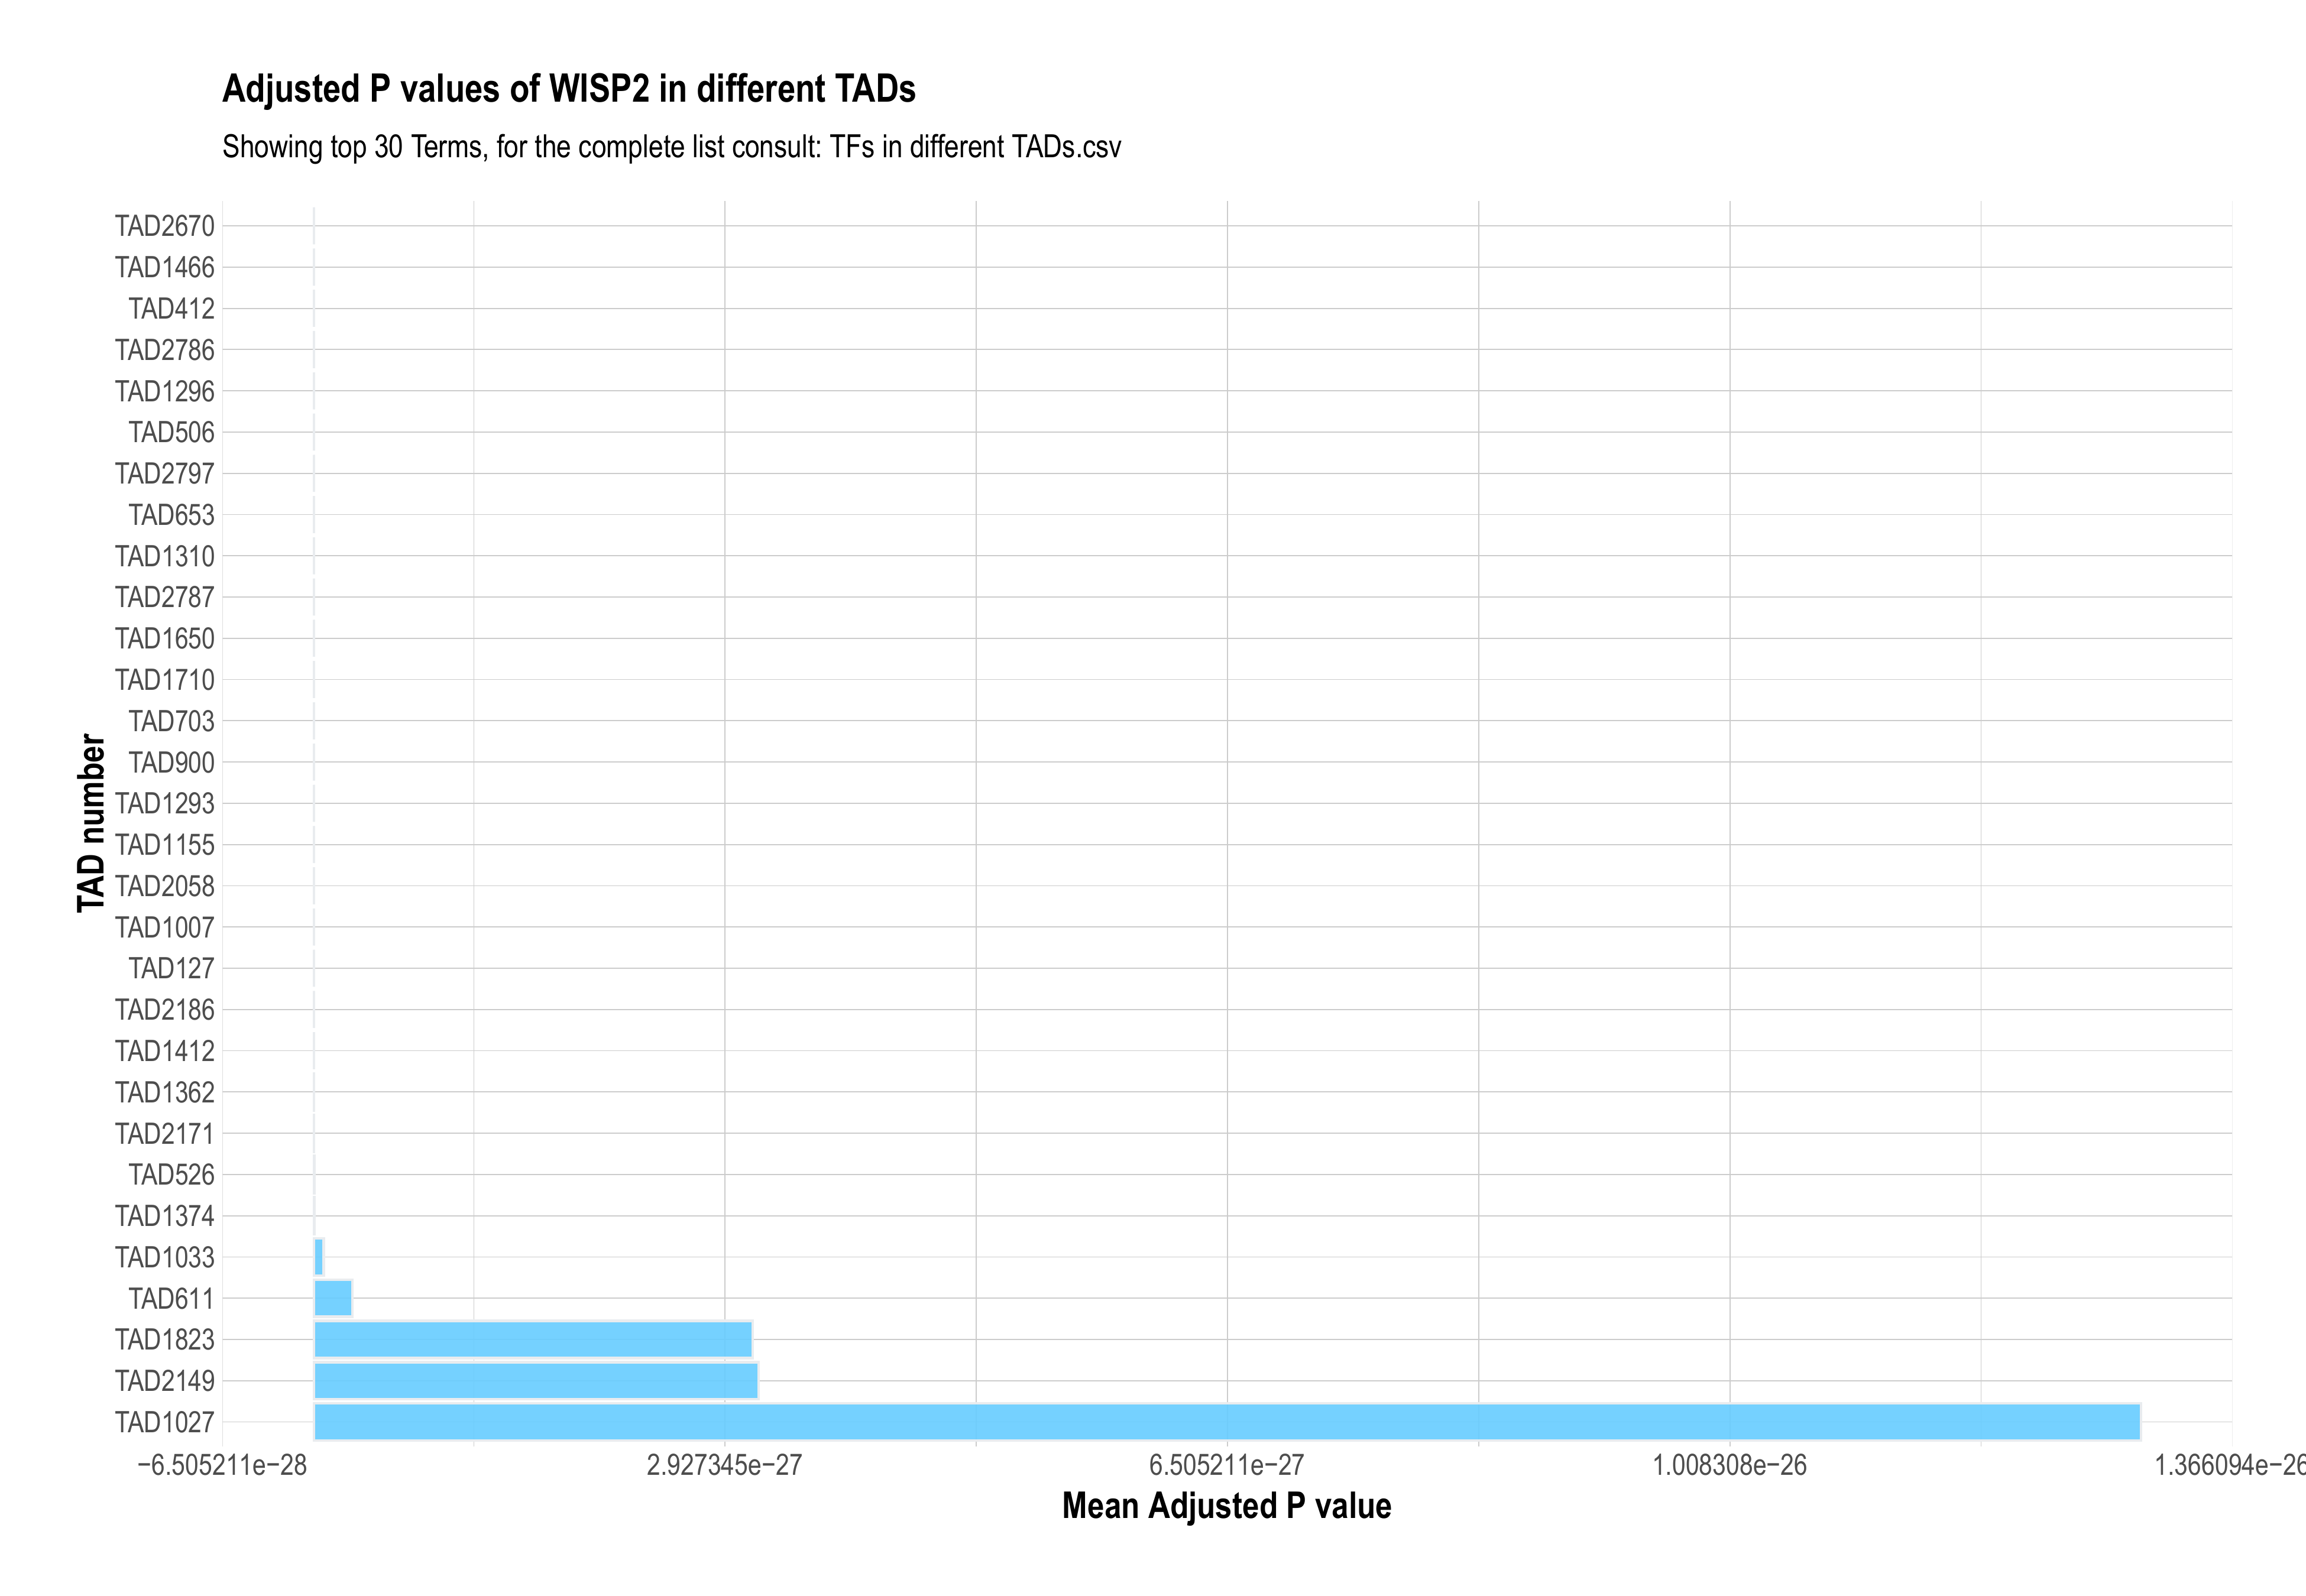 Adjusted P values of WISP2 in different TADs
Showing top 30 Terms, for the complete list consult: TFs in different TADs.csv
TAD number
TAD2670
TAD1466
TAD412
TAD2786
TAD1296
TAD506
TAD2797
TAD653
TAD1310
TAD2787
TAD1650
TAD1710
TAD703
TAD900
TAD1293
TAD1155
TAD2058
TAD1007
TAD127
TAD2186
TAD1412
TAD1362
TAD2171
TAD526
TAD1374
TAD1033
TAD611
TAD1823
TAD2149
TAD1027
−6.505211e−28 2.927345e−27 6.505211e−27 1.008308e−26 1.366094e−26
Mean Adjusted P value